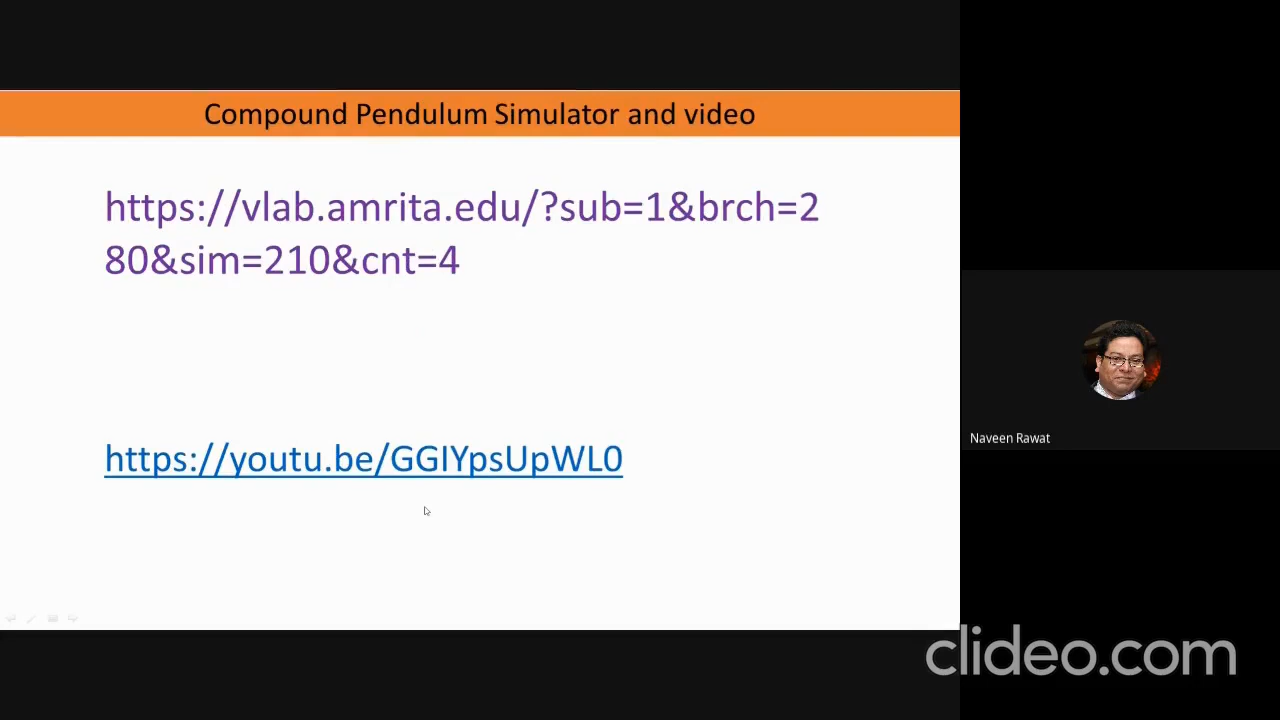 Compound Pendulum Simulator and video
https://vlab.amrita.edu/?sub=1&brch=2
80&sim=210&cnt=4
https://youtu.be/GGIYpsUpWL0
Naveen Rawat
clideo.com